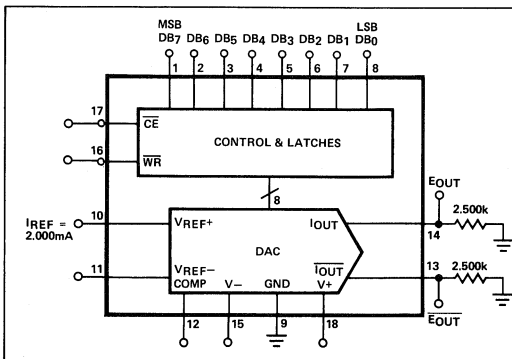 MSB LSB
DB7 DB6 DB5 DB4 DB3 DB2 DB1 DB0
1 2 3 4 5 6 7 8
17 CE
CONTROL & LATCHES
16 WR
8
EOUT
IREF =
2.000mA
10 VREF+ IOUT 14 2.500k
DAC
11 VREF− IOUT 13 2.500k
COMP V− GND V+
EOUT
12 15 9 18